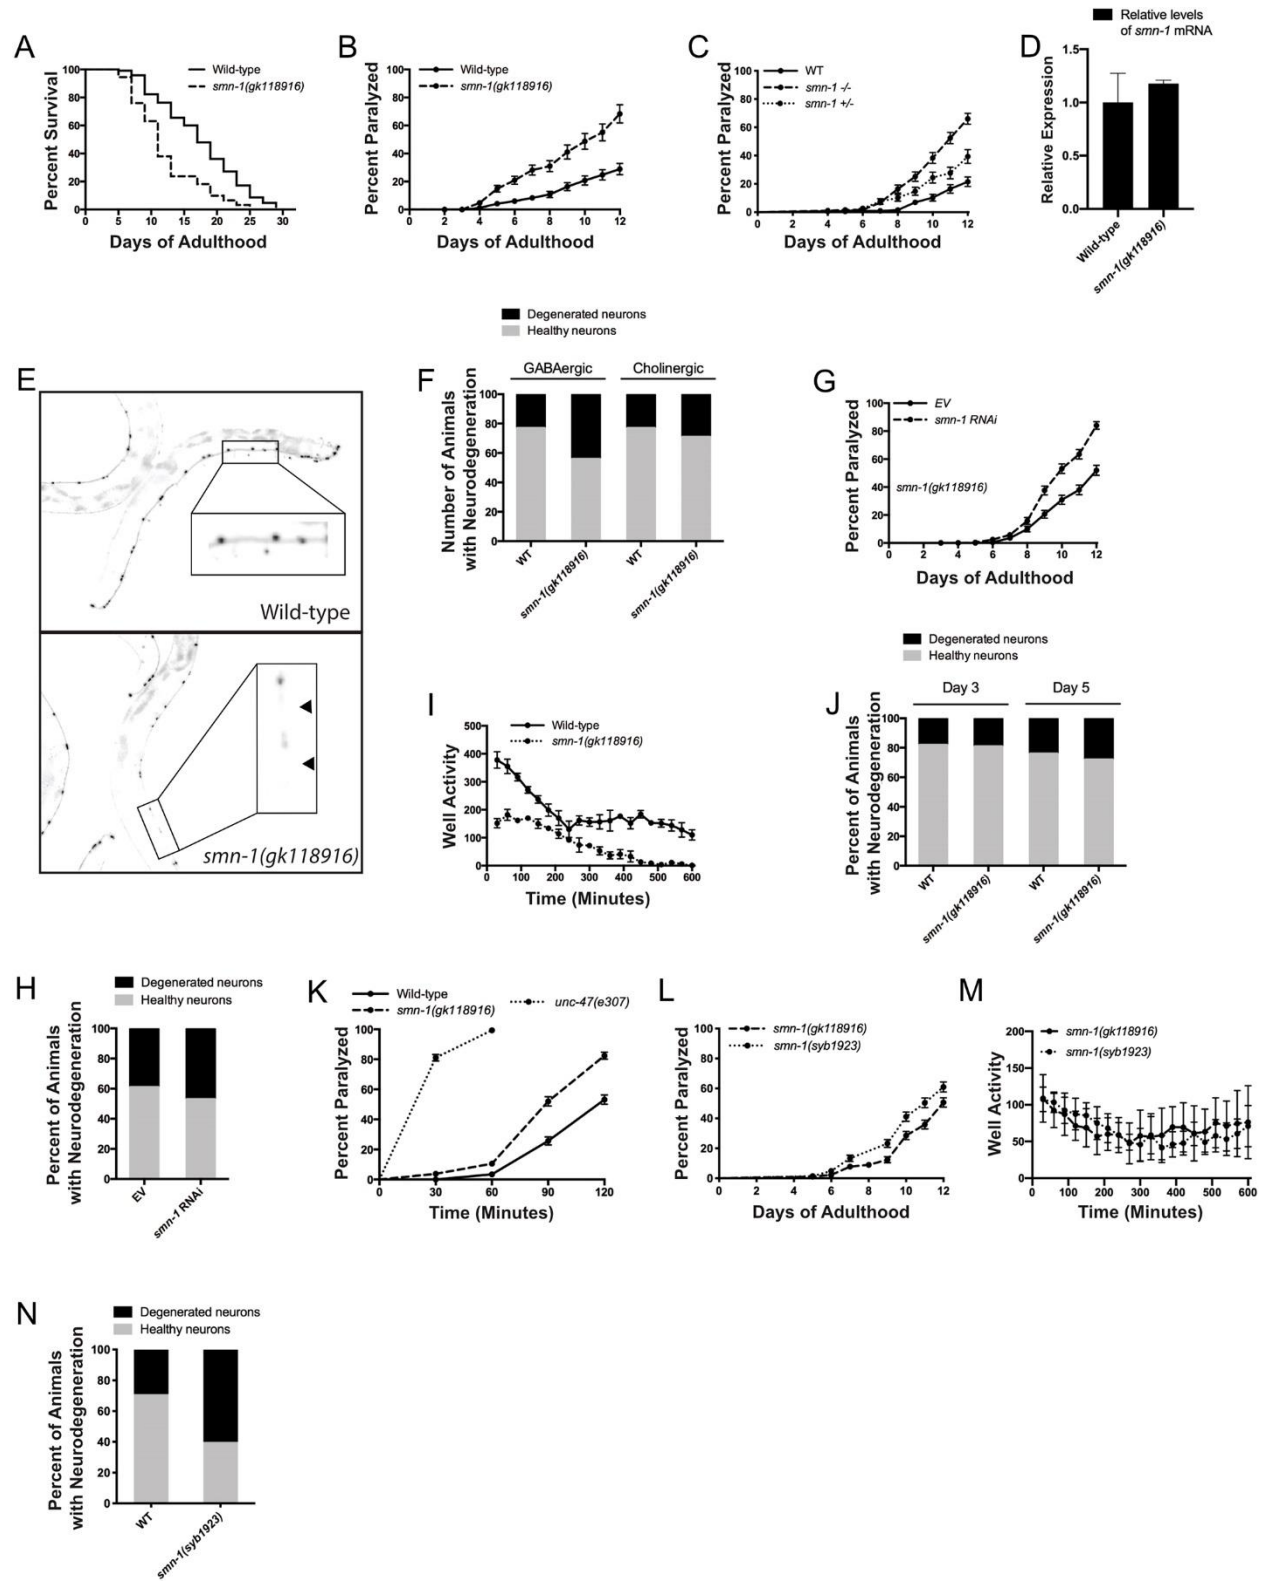 A
Percent Survival
100
80
60
40
20
0
Wild-type
smn-1(gk118916)
0 5 10 15 20 25 30
Days of Adulthood
B
Percent Paralyzed
100
80
60
40
20
0
Wild-type
smn-1(gk118916)
0 2 4 6 8 10 12
Days of Adulthood
C
Percent Paralyzed
100
80
60
40
20
0
WT
smn-1 -/-
smn-1 +/-
0 2 4 6 8 10 12
Days of Adulthood
D
Relative levels
of smn-1 mRNA
Relative Expression
1.5
1.0
0.5
0.0
Wild-type
smn-1(gk118916)
E
Wild-type
smn-1(gk118916)
F
Degenerated neurons
Healthy neurons
GABAergic Cholinergic
Number of Animals
with Neurodegeneration
100
80
60
40
20
0
WT
smn-1(gk118916)
WT
smn-1(gk118916)
G
Percent Paralyzed
100
80
60
40
20
0
EV
smn-1 RNAi
smn-1(gk118916)
0 2 4 6 8 10 12
Days of Adulthood
I
Well Activity
500
400
300
200
100
0
Wild-type
smn-1(gk118916)
0 100 200 300 400 500 600
Time (Minutes)
J
Degenerated neurons
Healthy neurons
Day 3 Day 5
Percent of Animals
with Neurodegeneration
100
80
60
40
20
0
WT
smn-1(gk118916)
WT
smn-1(gk118916)
H
Degenerated neurons
Healthy neurons
Percent of Animals
with Neurodegeneration
100
80
60
40
20
0
EV
smn-1 RNAi
K
Wild-type
smn-1(gk118916)
unc-47(e307)
Percent Paralyzed
100
80
60
40
20
0
0 30 60 90 120
Time (Minutes)
L
Percent Paralyzed
100
80
60
40
20
0
smn-1(gk118916)
smn-1(syb1923)
0 2 4 6 8 10 12
Days of Adulthood
M
Well Activity
200
150
100
50
0
smn-1(gk118916)
smn-1(syb1923)
0 100 200 300 400 500 600
Time (Minutes)
N
Degenerated neurons
Healthy neurons
Percent of Animals
with Neurodegeneration
100
80
60
40
20
0
WT
smn-1(syb1923)